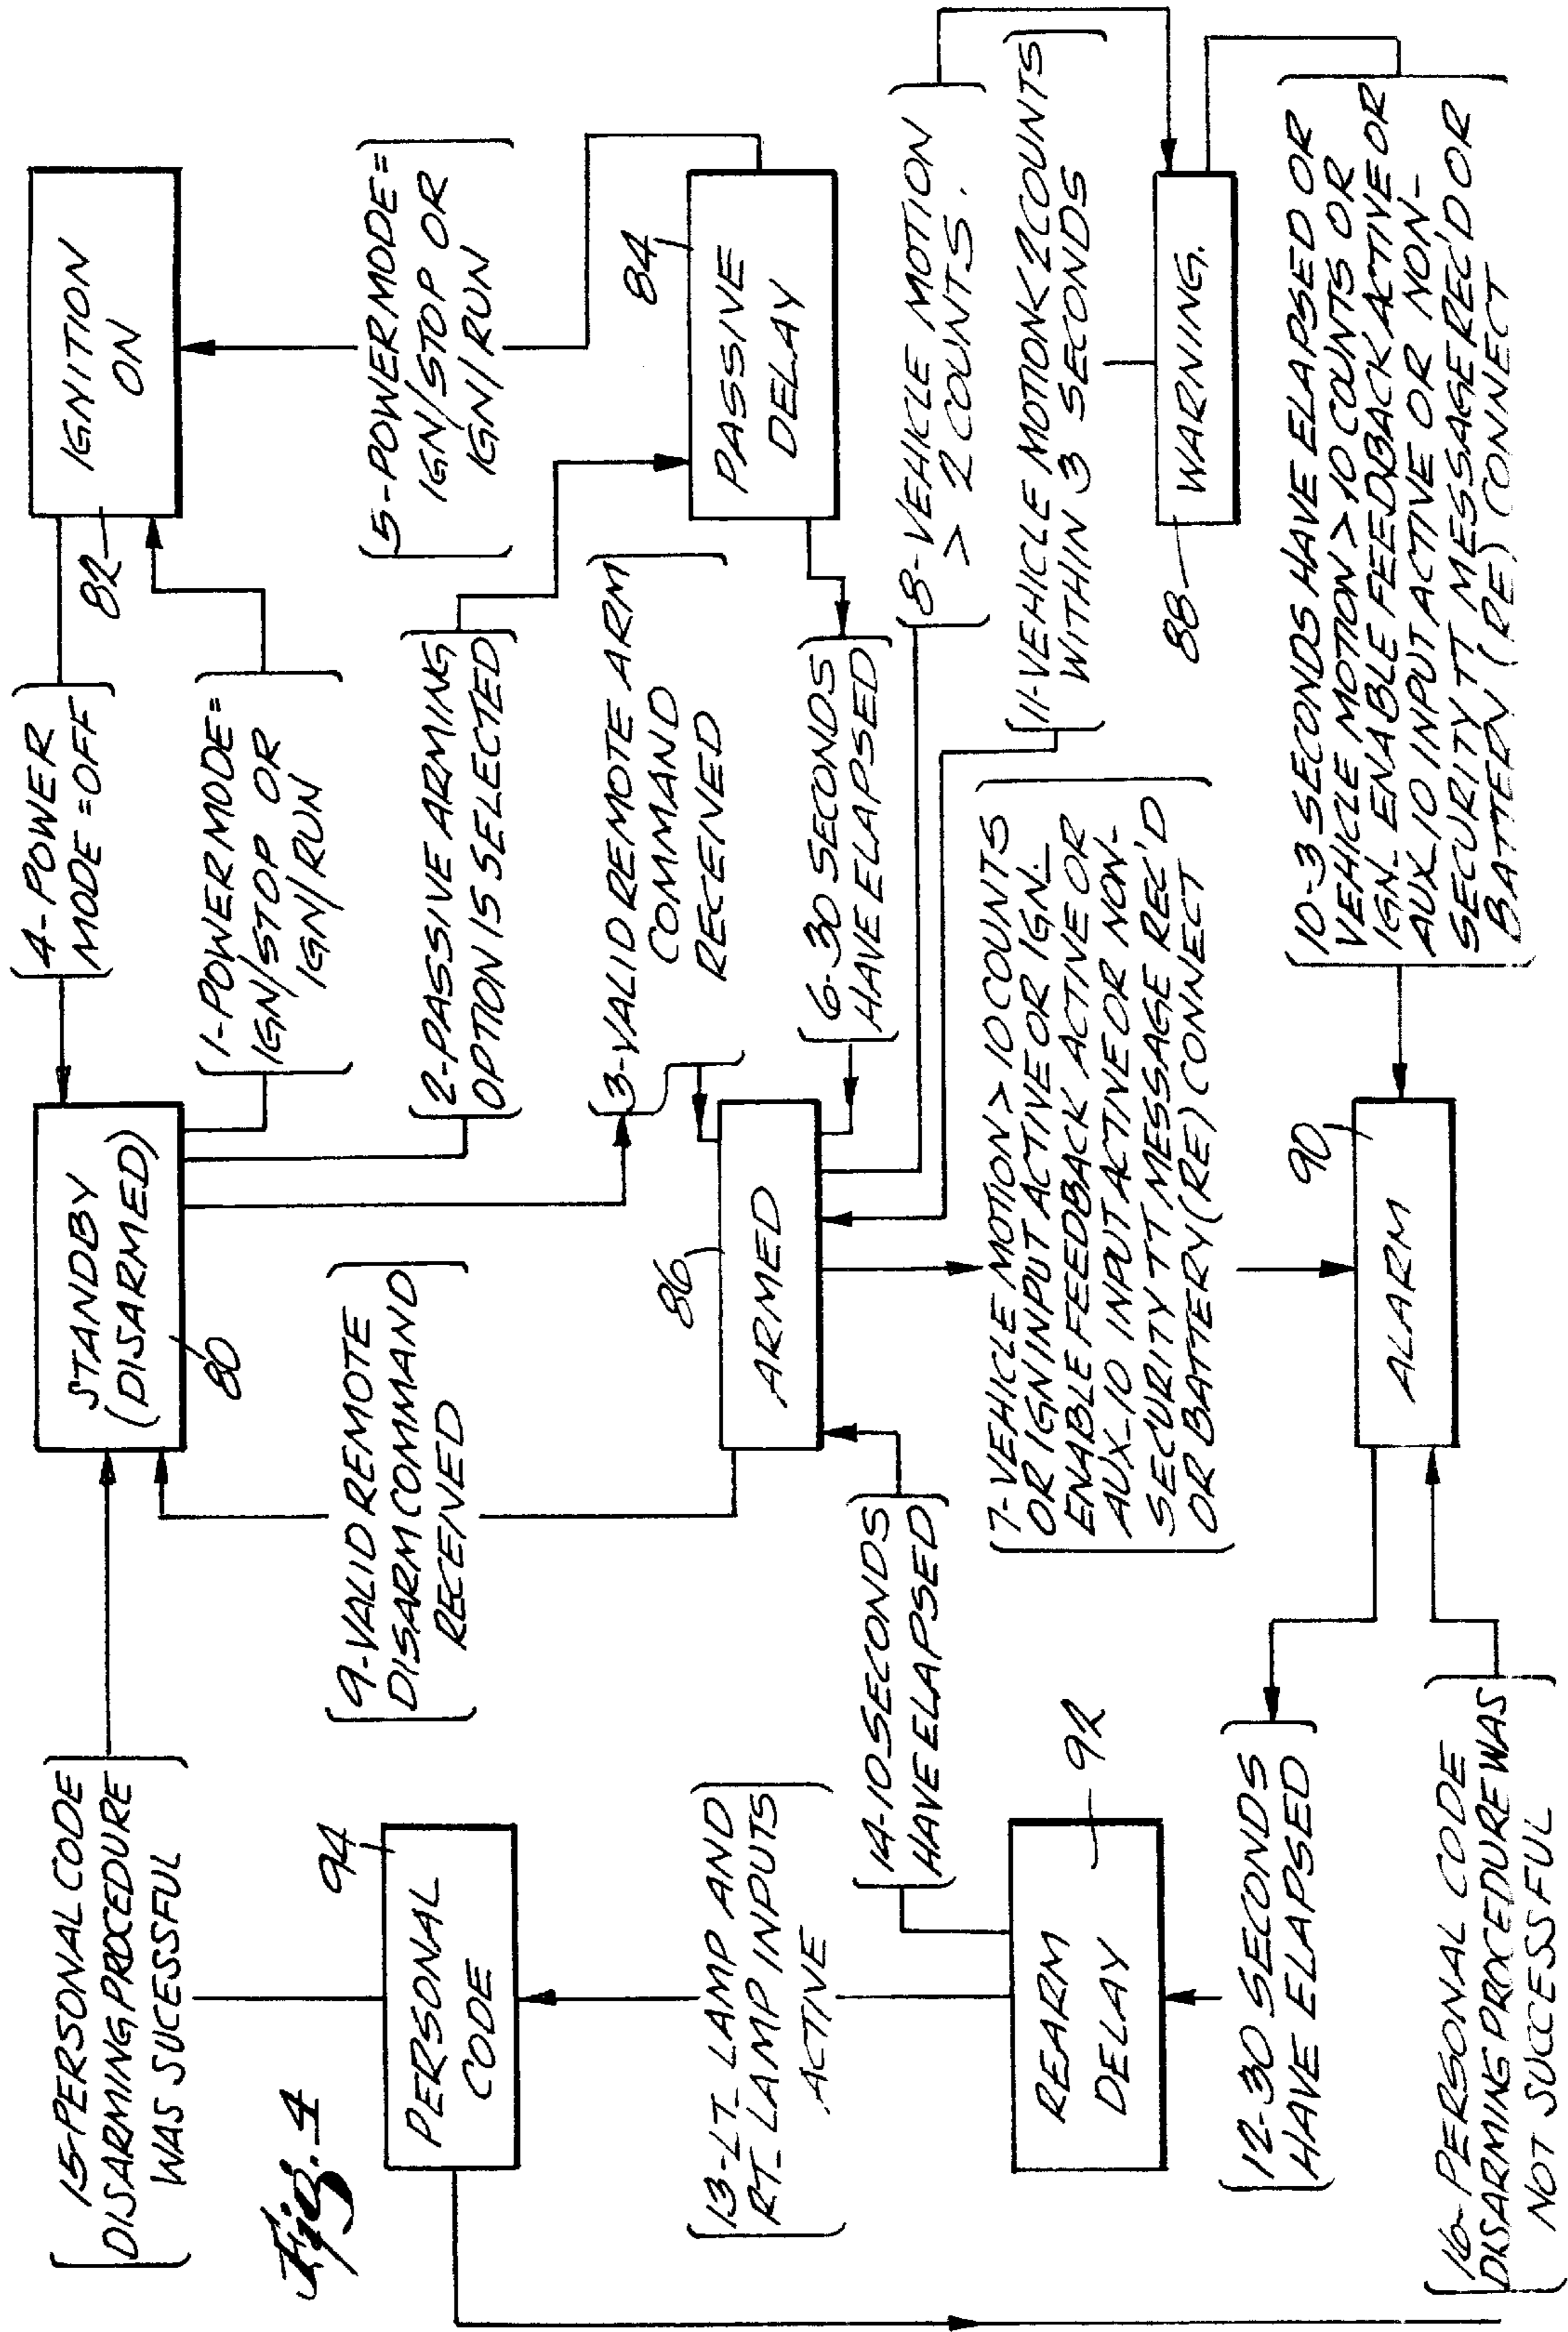 15-PERSONAL CODE
DISARMING PROCEDURE
WAS SUCESSFUL
4-POWER
MODE=OFF
STANDBY
(DISARMED)
80
IGNITION
ON
82
1-POWER MODE=
IGN/STOP OR
IGN/RUN
Fig. 4
94
PERSONAL
CODE
9-VALID REMOTE
DISARM COMMAND
RECEIVED
2-PASSIVE ARMING
OPTION IS SELECTED
5-POWER MODE=
IGN/STOP OR
IGN/RUN
3-VALID REMOTE ARM
COMMAND
RECEIVED
84
PASSIVE
DELAY
13-LT_ LAMP AND
RT_ LAMP INPUTS
ACTIVE
86
ARMED
6-30 SECONDS
HAVE ELAPSED
14-10 SECONDS
HAVE ELAPSED
8-VEHICLE MOTION
> 2 COUNTS.
REARM
DELAY
92
7-VEHICLE MOTION > 10 COUNTS
OR IGN INPUT ACTIVE OR IGN_
ENABLE FEEDBACK ACTIVE OR
AUX_IO INPUT ACTIVE OR NON-
SECURITY TT MESSAGE REC'D
OR BATTERY (RE) CONNECT
11-VEHICLE MOTION < 2 COUNTS
WITHIN 3 SECONDS
88
WARNING.
12-30 SECONDS
HAVE ELAPSED
90
ALARM
10-3 SECONDS HAVE ELAPSED OR
VEHICLE MOTION > 10 COUNTS OR
IGN_ ENABLE FEEDBACK ACTIVE OR
AUX_IO INPUT ACTIVE OR NON-
SECURITY TT MESSAGE REC'D OR
BATTERY (RE) CONNECT
16-PERSONAL CODE
DISARMING PROCEDURE WAS
NOT SUCCESSFUL